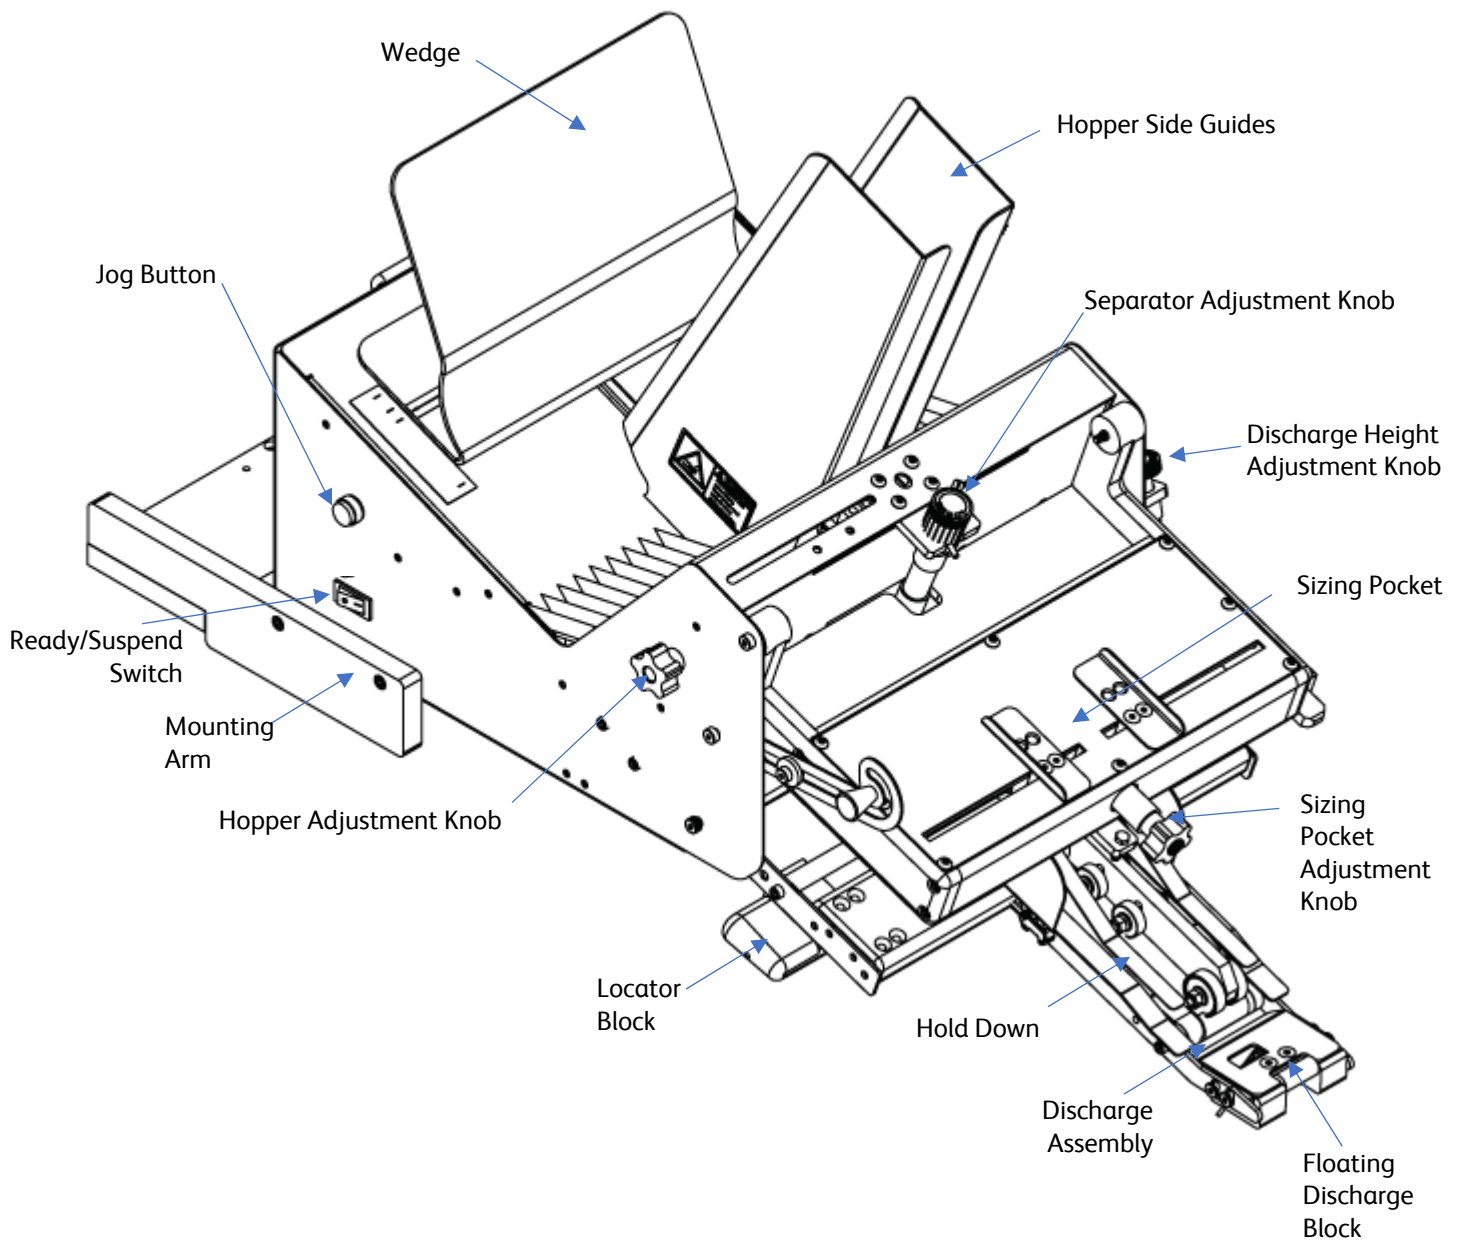 Wedge
Hopper Side Guides
Jog Button
Separator Adjustment Knob
Discharge Height
Adjustment Knob
Sizing Pocket
Ready/Suspend
Switch
Mounting
Arm
Hopper Adjustment Knob
Sizing
Pocket
Adjustment
Knob
Locator
Block
Hold Down
Discharge
Assembly
Floating
Discharge
Block